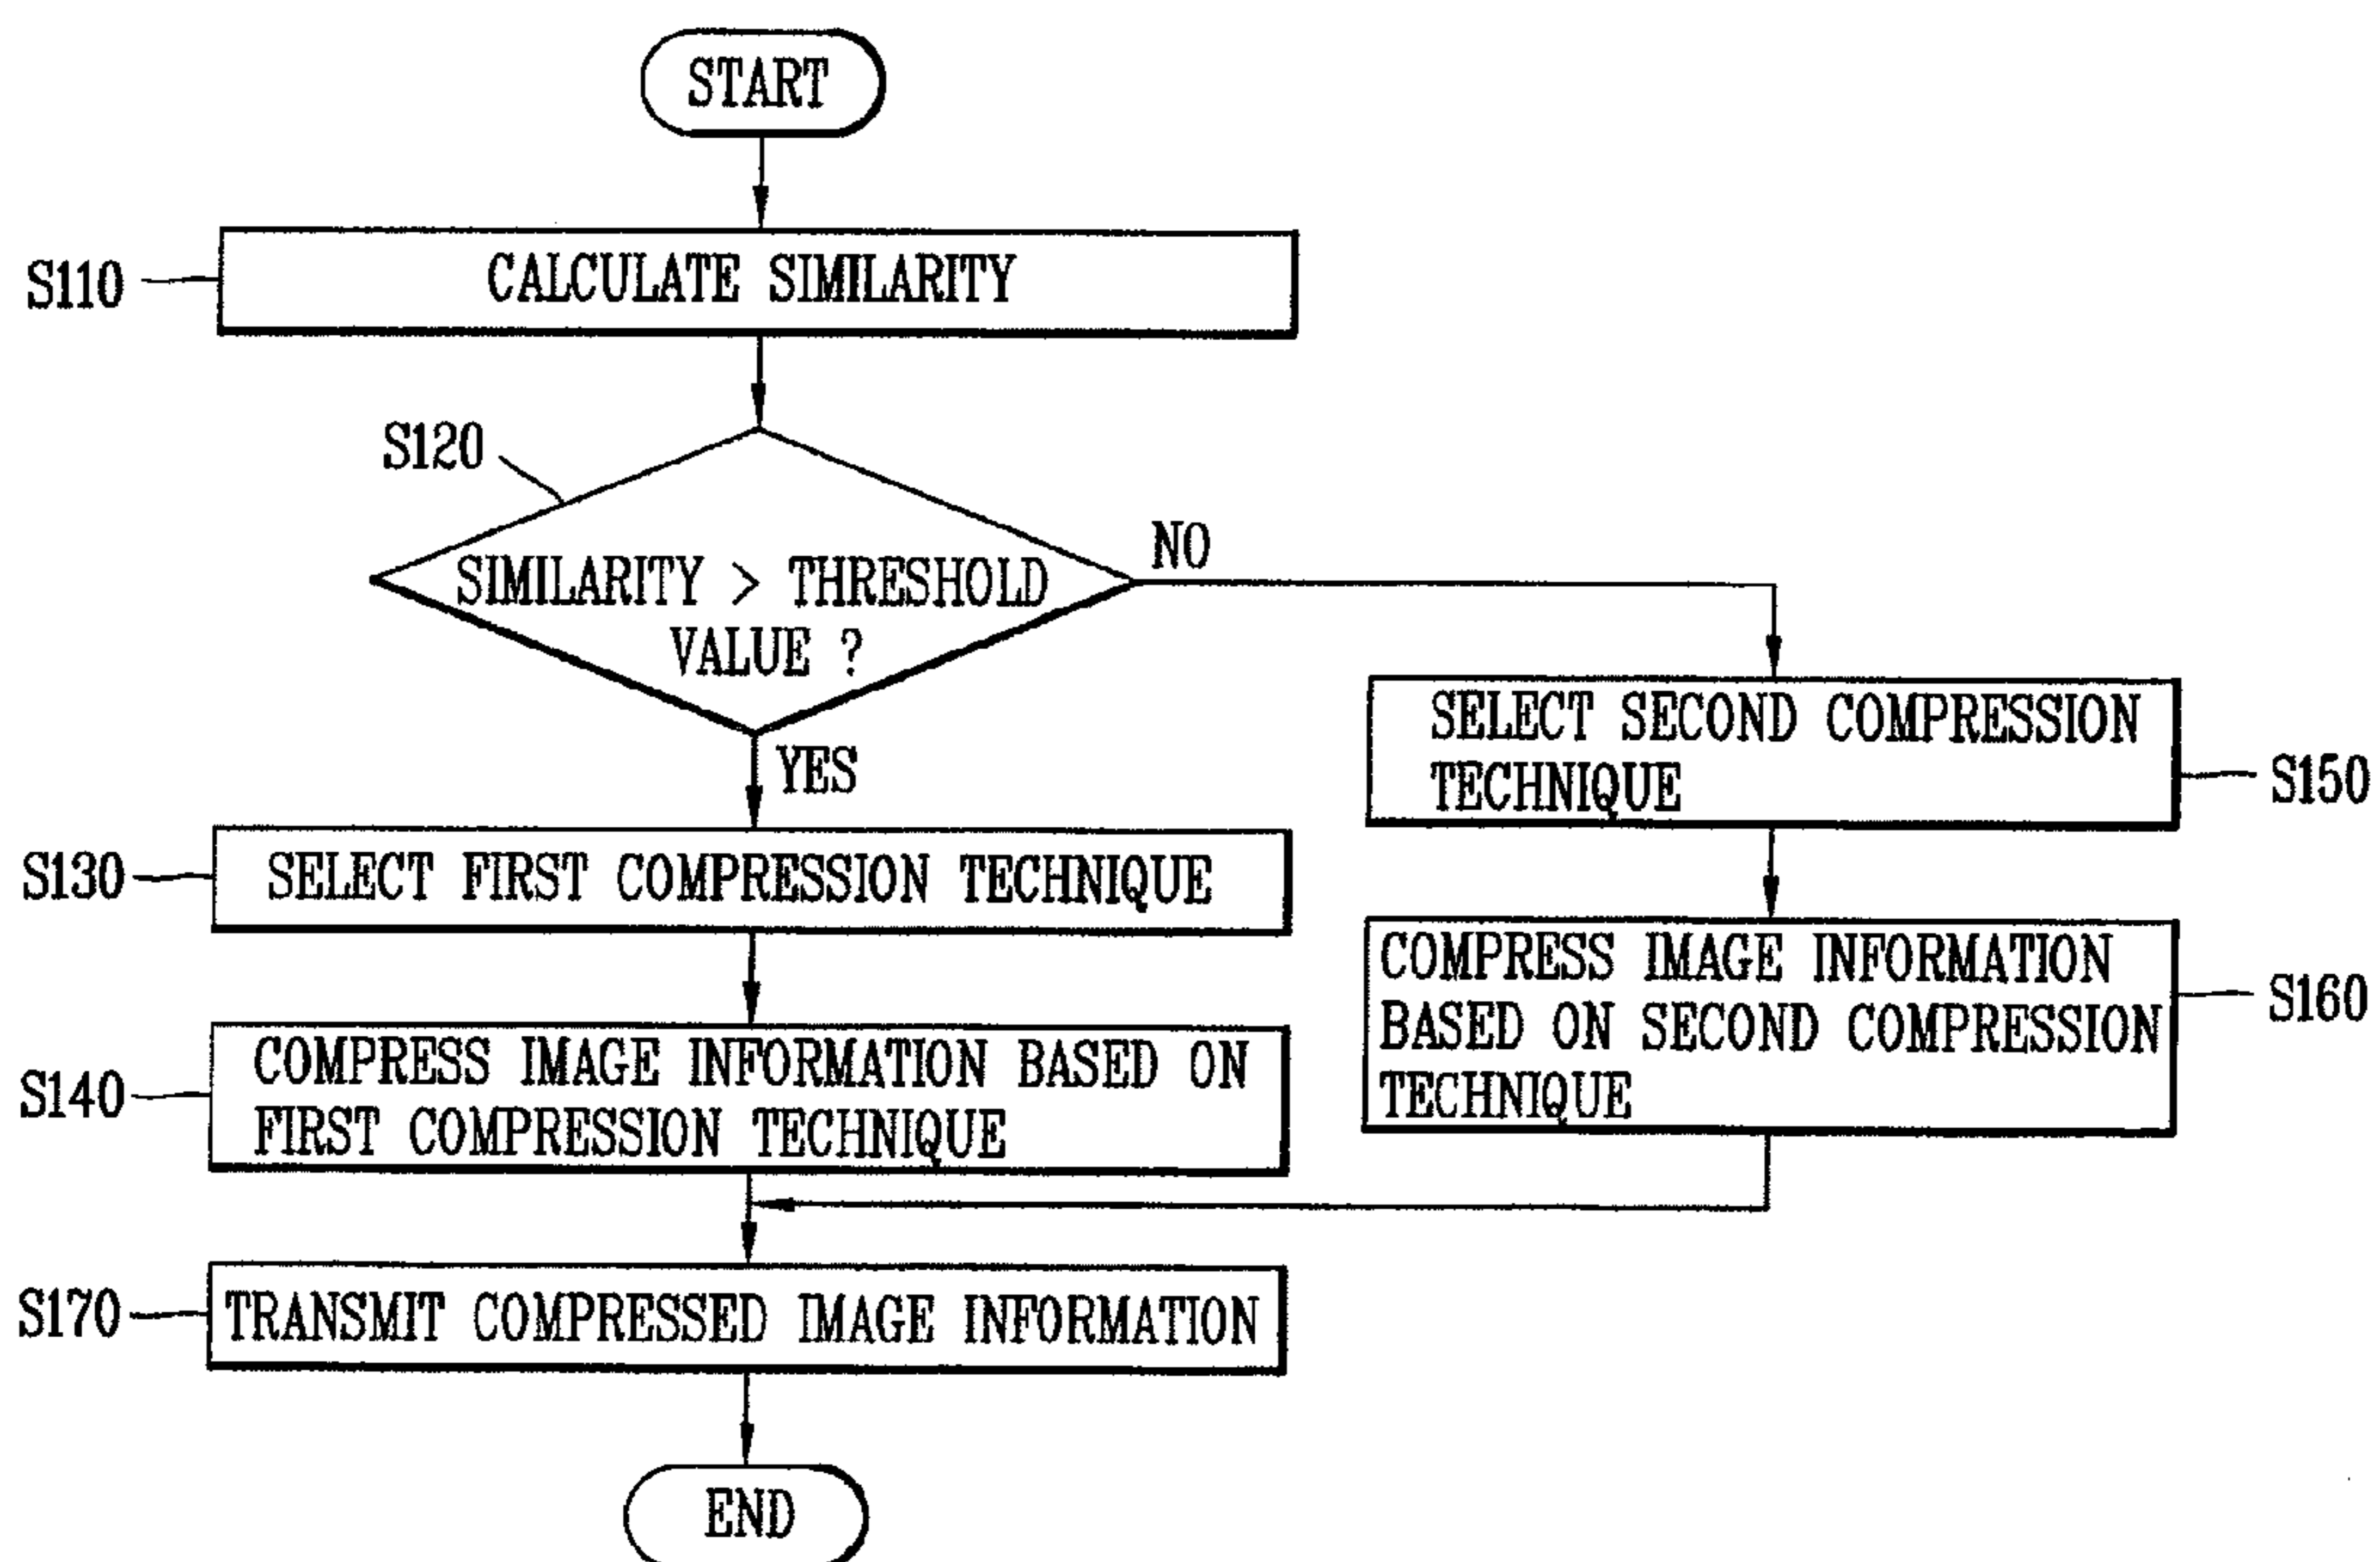 START
S110
CALCULATE SIMILARITY
S120
SIMILARITY > THRESHOLD
VALUE ?
NO
YES
SELECT SECOND COMPRESSION
TECHNIQUE
S150
S130
SELECT FIRST COMPRESSION TECHNIQUE
COMPRESS IMAGE INFORMATION
BASED ON SECOND COMPRESSION
TECHNIQUE
S160
S140
COMPRESS IMAGE INFORMATION BASED ON
FIRST COMPRESSION TECHNIQUE
S170
TRANSMIT COMPRESSED IMAGE INFORMATION
END